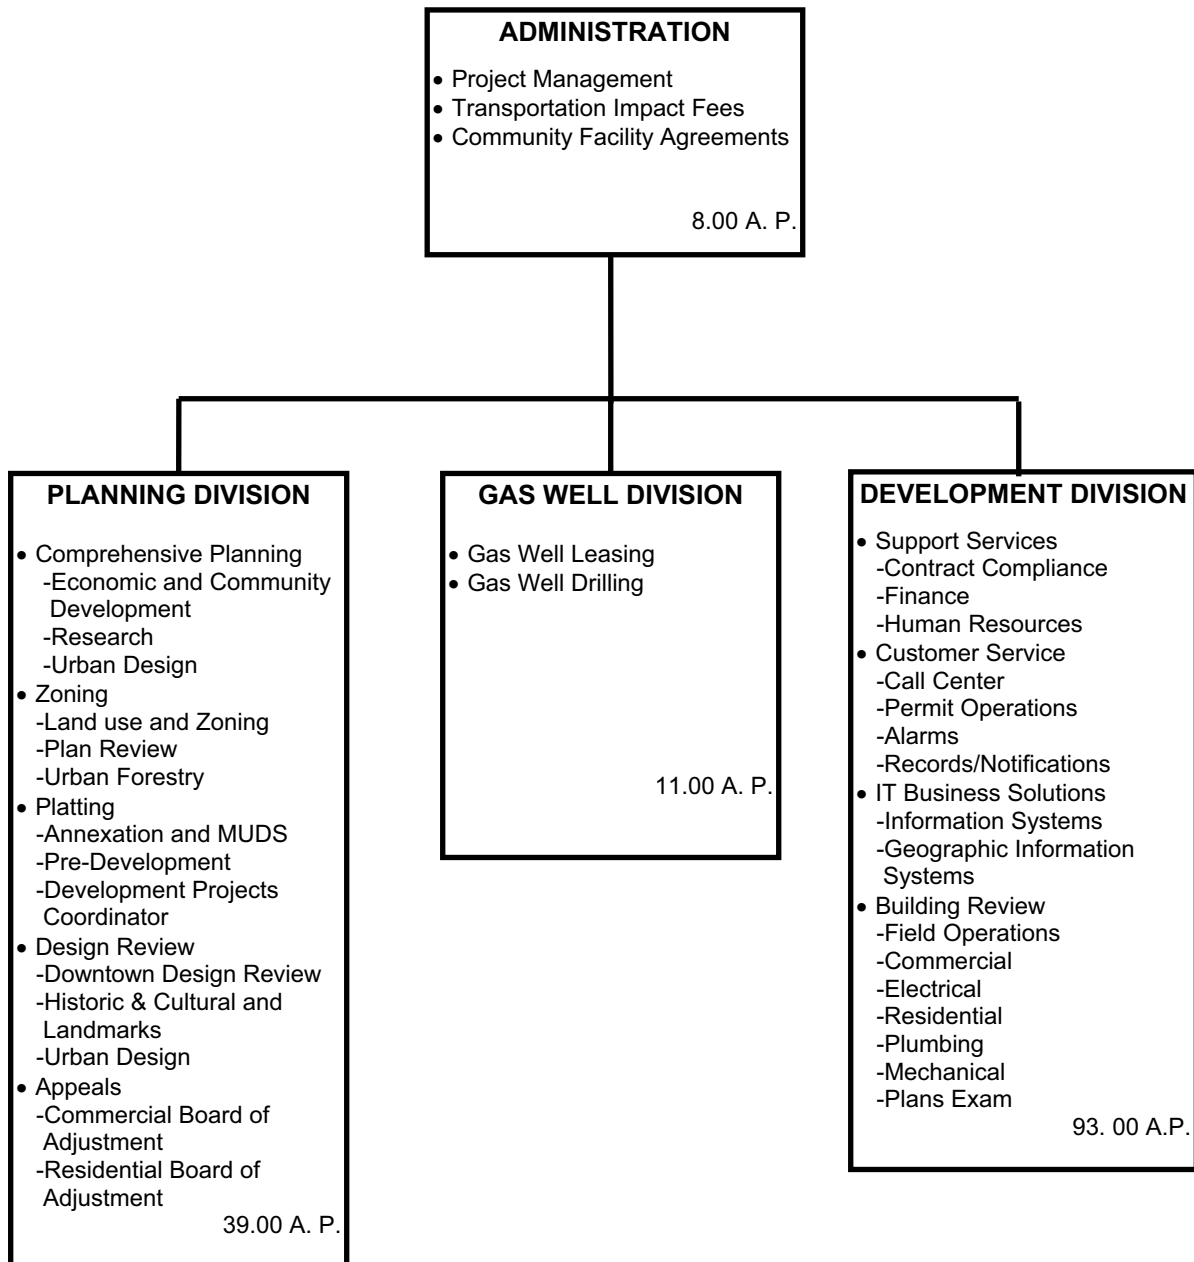 ADMINISTRATION
• Project Management
• Transportation Impact Fees
• Community Facility Agreements
8.00 A. P.
PLANNING DIVISION
• Comprehensive Planning
-Economic and Community
Development
-Research
-Urban Design
• Zoning
-Land use and Zoning
-Plan Review
-Urban Forestry
• Platting
-Annexation and MUDS
-Pre-Development
-Development Projects
Coordinator
• Design Review
-Downtown Design Review
-Historic & Cultural and
Landmarks
-Urban Design
• Appeals
-Commercial Board of
Adjustment
-Residential Board of
Adjustment
39.00 A. P.
GAS WELL DIVISION
• Gas Well Leasing
• Gas Well Drilling
11.00 A. P.
DEVELOPMENT DIVISION
• Support Services
-Contract Compliance
-Finance
-Human Resources
• Customer Service
-Call Center
-Permit Operations
-Alarms
-Records/Notifications
• IT Business Solutions
-Information Systems
-Geographic Information
Systems
• Building Review
-Field Operations
-Commercial
-Electrical
-Residential
-Plumbing
-Mechanical
-Plans Exam
93. 00 A.P.